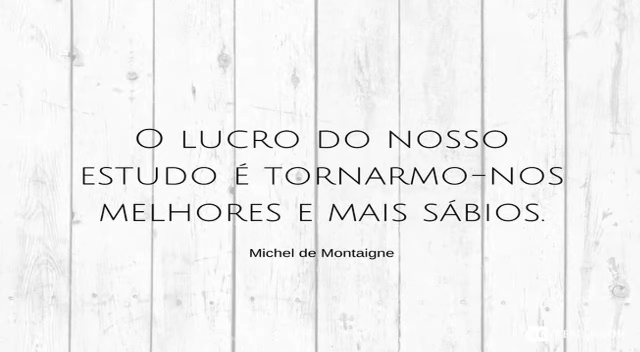 O LUCRO DO NOSSO
ESTUDO É TORNARMO-NOS
MELHORES E MAIS SÁBIOS.
Michel de Montaigne